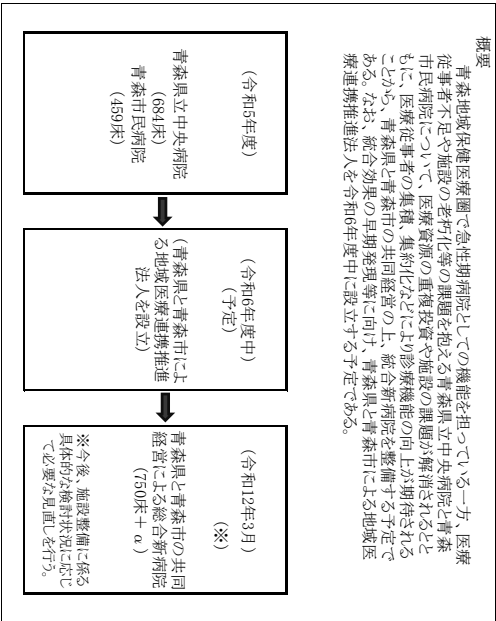 概要
青森地域保健医療圏で急性期病院としての機能を担っている一方、医療
従事者不足や施設の老朽化等の課題を抱える青森県立中央病院と青森
市民病院について、医療資源の重複投資や施設の課題が解消されるとと
もに、医療従事者の集積、集約化などにより診療機能の向上が期待される
ことから、青森県と青森市の共同経営の上、統合新病院を整備する予定で
ある。なお、統合効果の早期発現等に向け、青森県と青森市による地域医
療連携推進法人を令和6年度中に設立する予定である。
(令和5年度)
青森県立中央病院
(684床)
青森市民病院
(459床)
(令和6年度中)
(予定)
(青森県と青森市によ
る地域医療連携推進
法人を設立)
(令和12年3月)
(※)
青森県と青森市の共同
経営による総合新病院
(750床+α)
※今後、施設整備に係る
具体的な検討状況に応じ
て必要な見直しを行う。